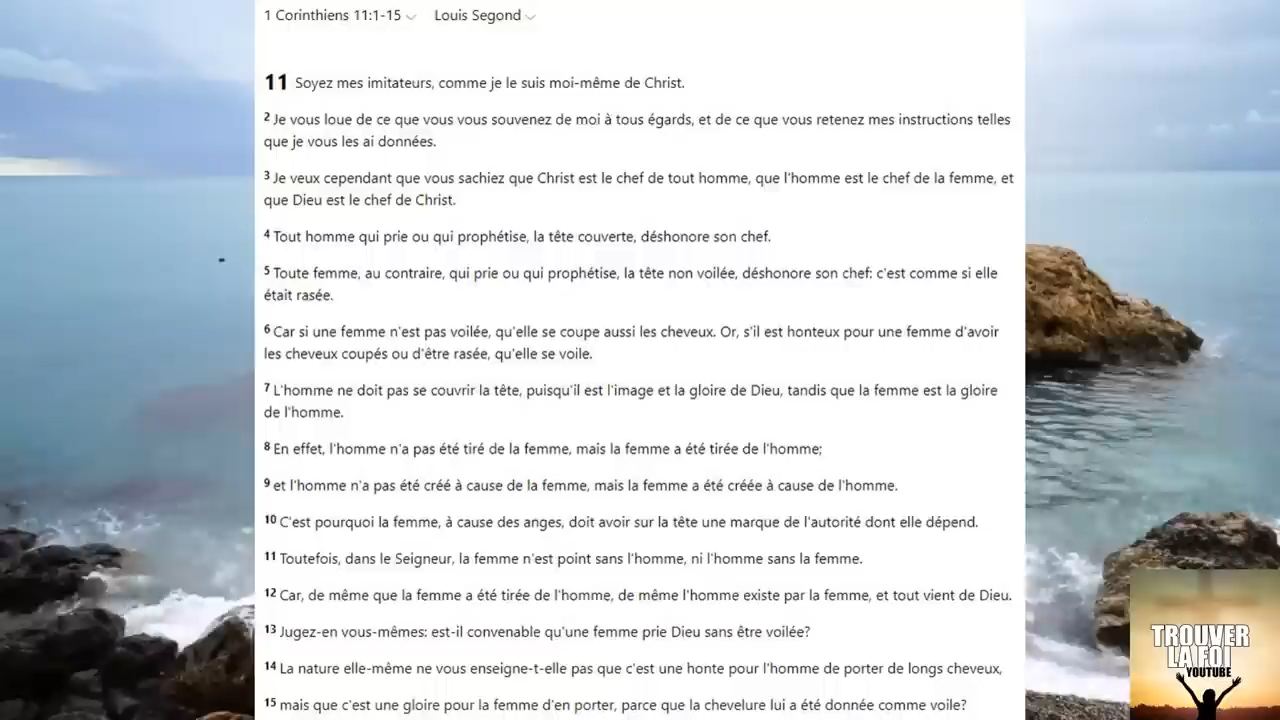 1 Corinthiens 11:1-15 Louis Segond
11 Soyez mes imitateurs, comme je le suis moi-même de Christ.
2 Je vous loue de ce que vous vous souvenez de moi à tous égards, et de ce que vous retenez mes instructions telles
que je vous les ai données.
3 Je veux cependant que vous sachiez que Christ est le chef de tout homme, que l'homme est le chef de la femme, et
que Dieu est le chef de Christ.
4 Tout homme qui prie ou qui prophétise, la tête couverte, déshonore son chef.
5 Toute femme, au contraire, qui prie ou qui prophétise, la tête non voilée, déshonore son chef: c'est comme si elle
était rasée.
6 Car si une femme n'est pas voilée, qu'elle se coupe aussi les cheveux. Or, s'il est honteux pour une femme d'avoir
les cheveux coupés ou d'être rasée, qu'elle se voile.
7 L'homme ne doit pas se couvrir la tête, puisqu'il est l'image et la gloire de Dieu, tandis que la femme est la gloire
de l'homme.
8 En effet, l'homme n'a pas été tiré de la femme, mais la femme a été tirée de l'homme;
9 et l'homme n'a pas été créé à cause de la femme, mais la femme a été créée à cause de l'homme.
10 C'est pourquoi la femme, à cause des anges, doit avoir sur la tête une marque de l'autorité dont elle dépend.
11 Toutefois, dans le Seigneur, la femme n'est point sans l'homme, ni l'homme sans la femme.
12 Car, de même que la femme a été tirée de l'homme, de même l'homme existe par la femme, et tout vient de Dieu.
13 Jugez-en vous-mêmes: est-il convenable qu'une femme prie Dieu sans être voilée?
14 La nature elle-même ne vous enseigne-t-elle pas que c'est une honte pour l'homme de porter de longs cheveux,
15 mais que c'est une gloire pour la femme d'en porter, parce que la chevelure lui a été donnée comme voile?
TROUVER
LA FOI
YOUTUBE